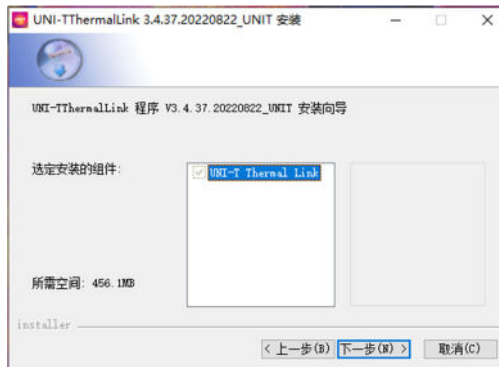 UNI-TThermalLink 3.4.37.20220822_UNIT 安装
UNI-TThermalLink 程序 V3.4.37.20220822_UNIT 安装向导
选定安装的组件:
UNI-T Thermal Link
所需空间: 456.1MB
installer
< 上一步(B) 下一步(N) > 取消(C)